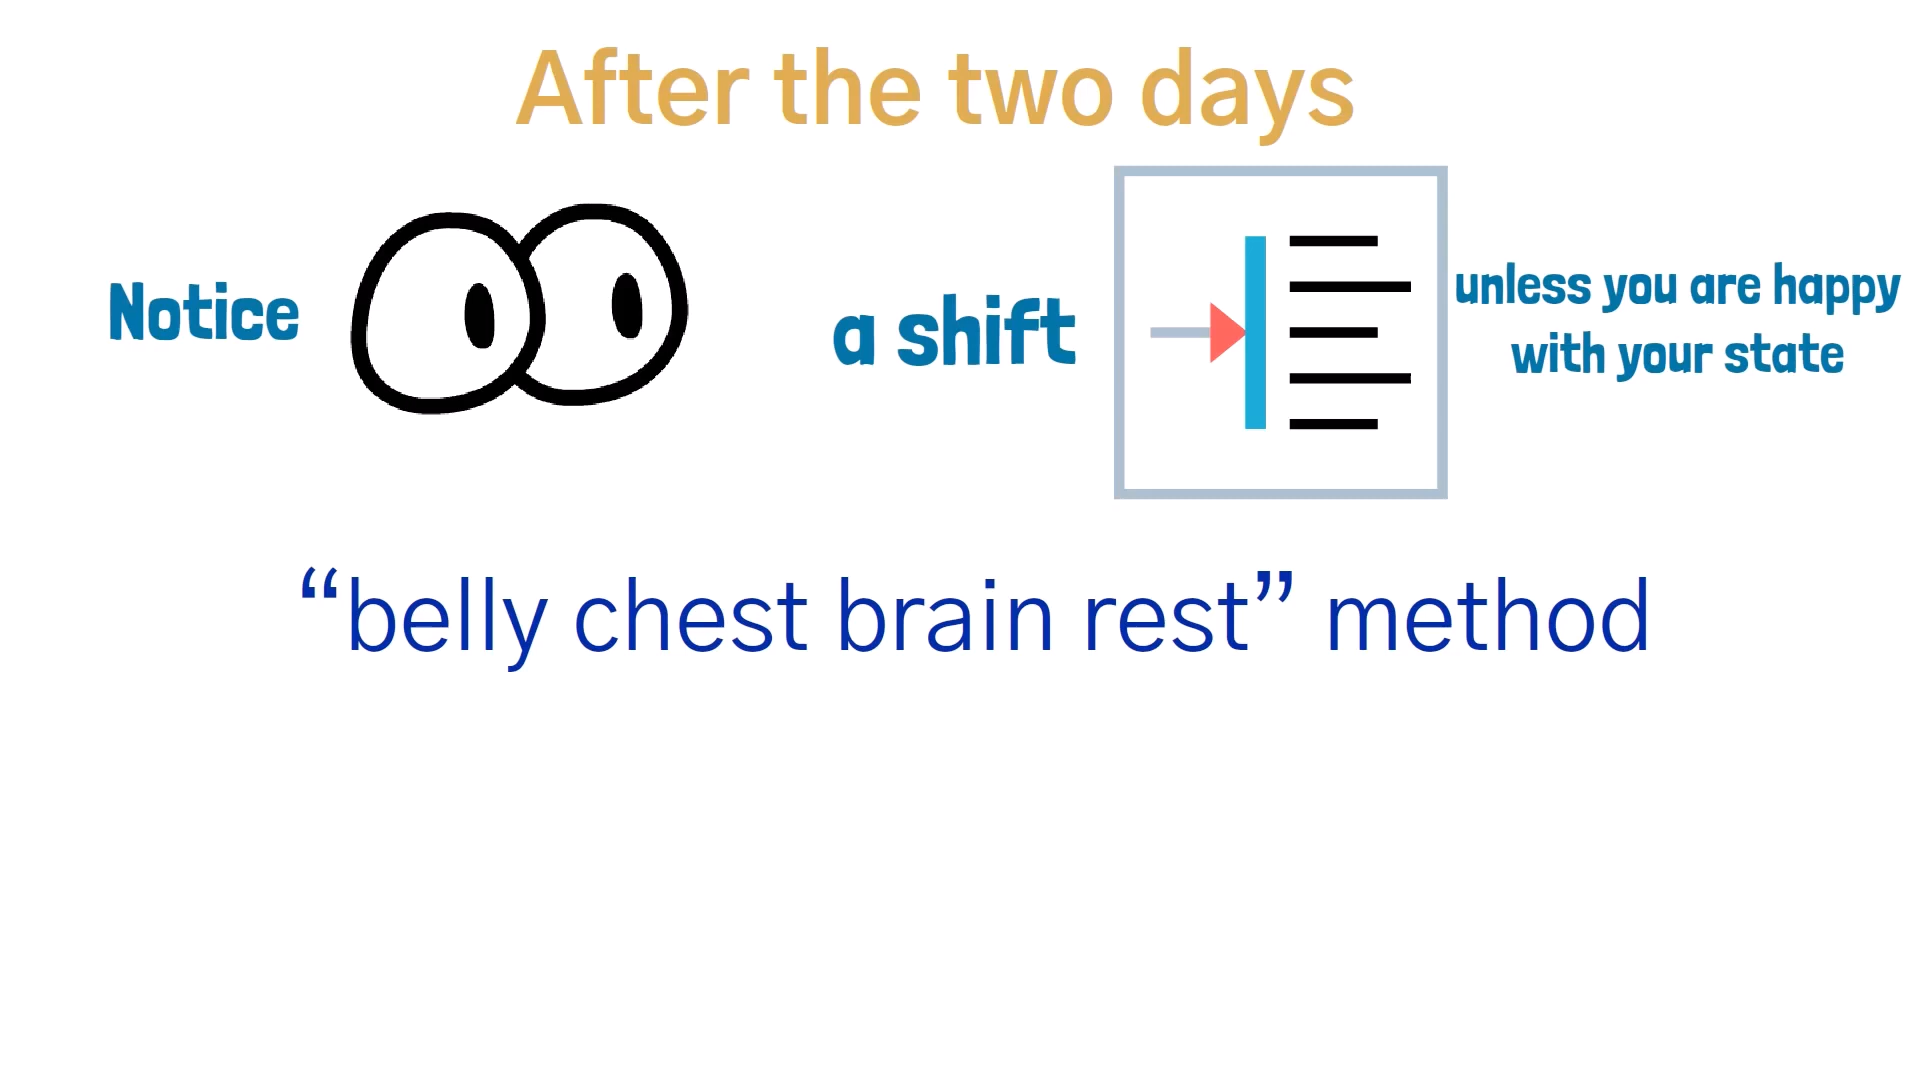 After the two days
Notice
a shift
unless you are happy
with your state
“belly chest brain rest” method